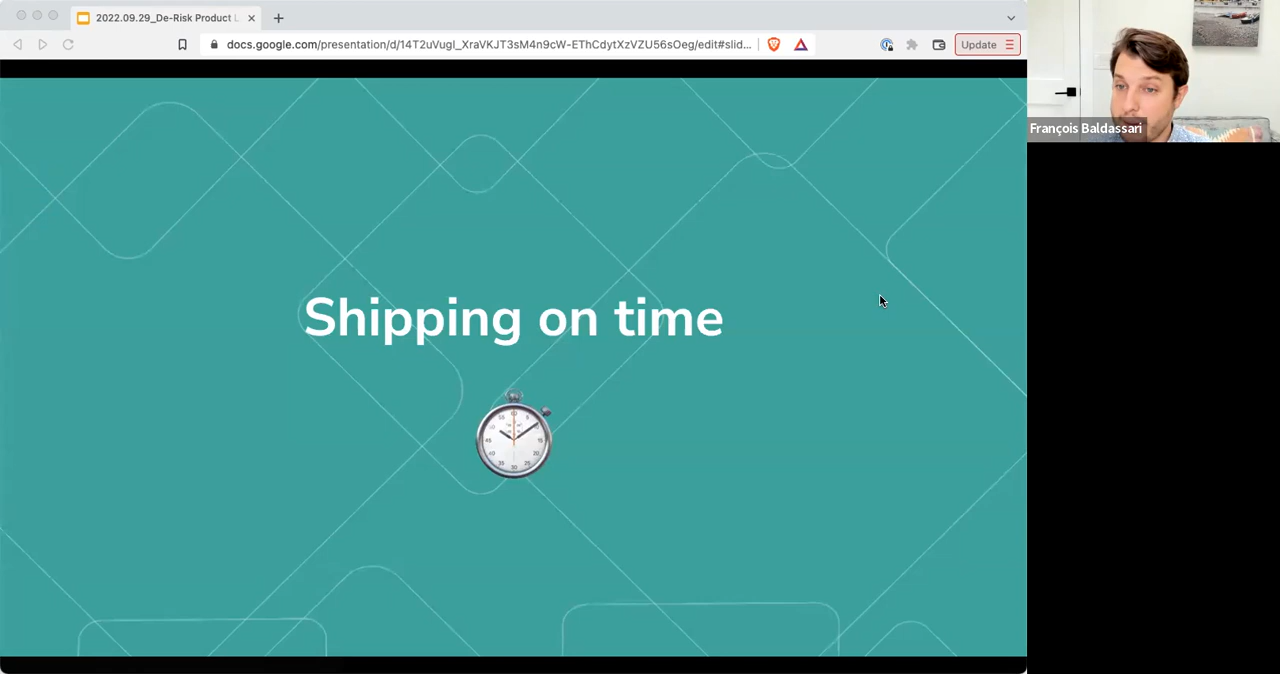 2022.09.29_De-Risk Product L
docs.google.com/presentation/d/14T2uVugI_XraVKJT3sM4n9cW-EThCdytXzVZU56sOeg/edit#slid...
Update
François Baldassari
Shipping on time